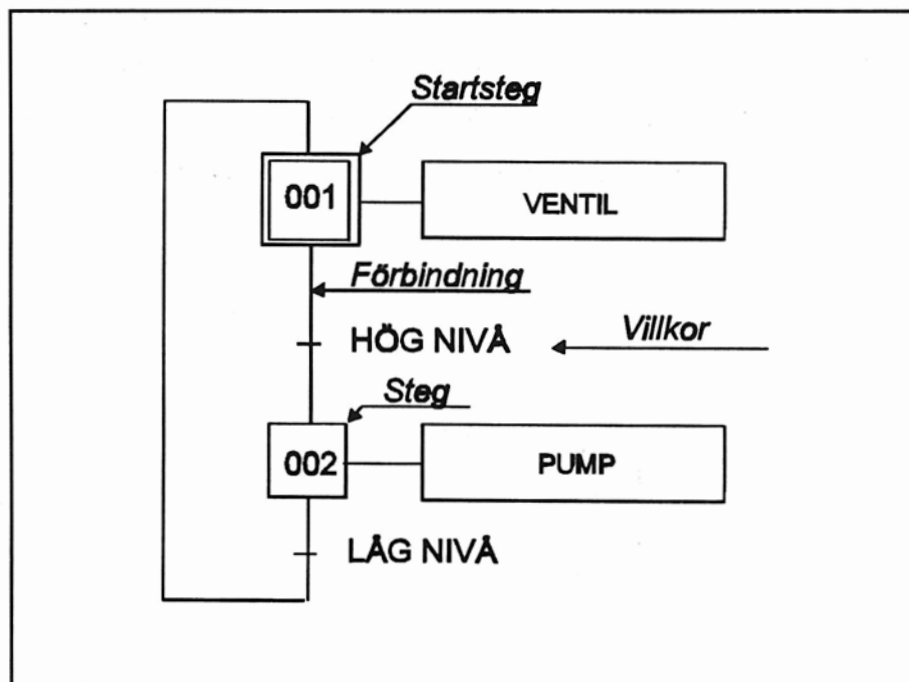 Startsteg
001
VENTIL
Förbindning
HÖG NIVÅ
Villkor
Steg
002
PUMP
LÅG NIVÅ